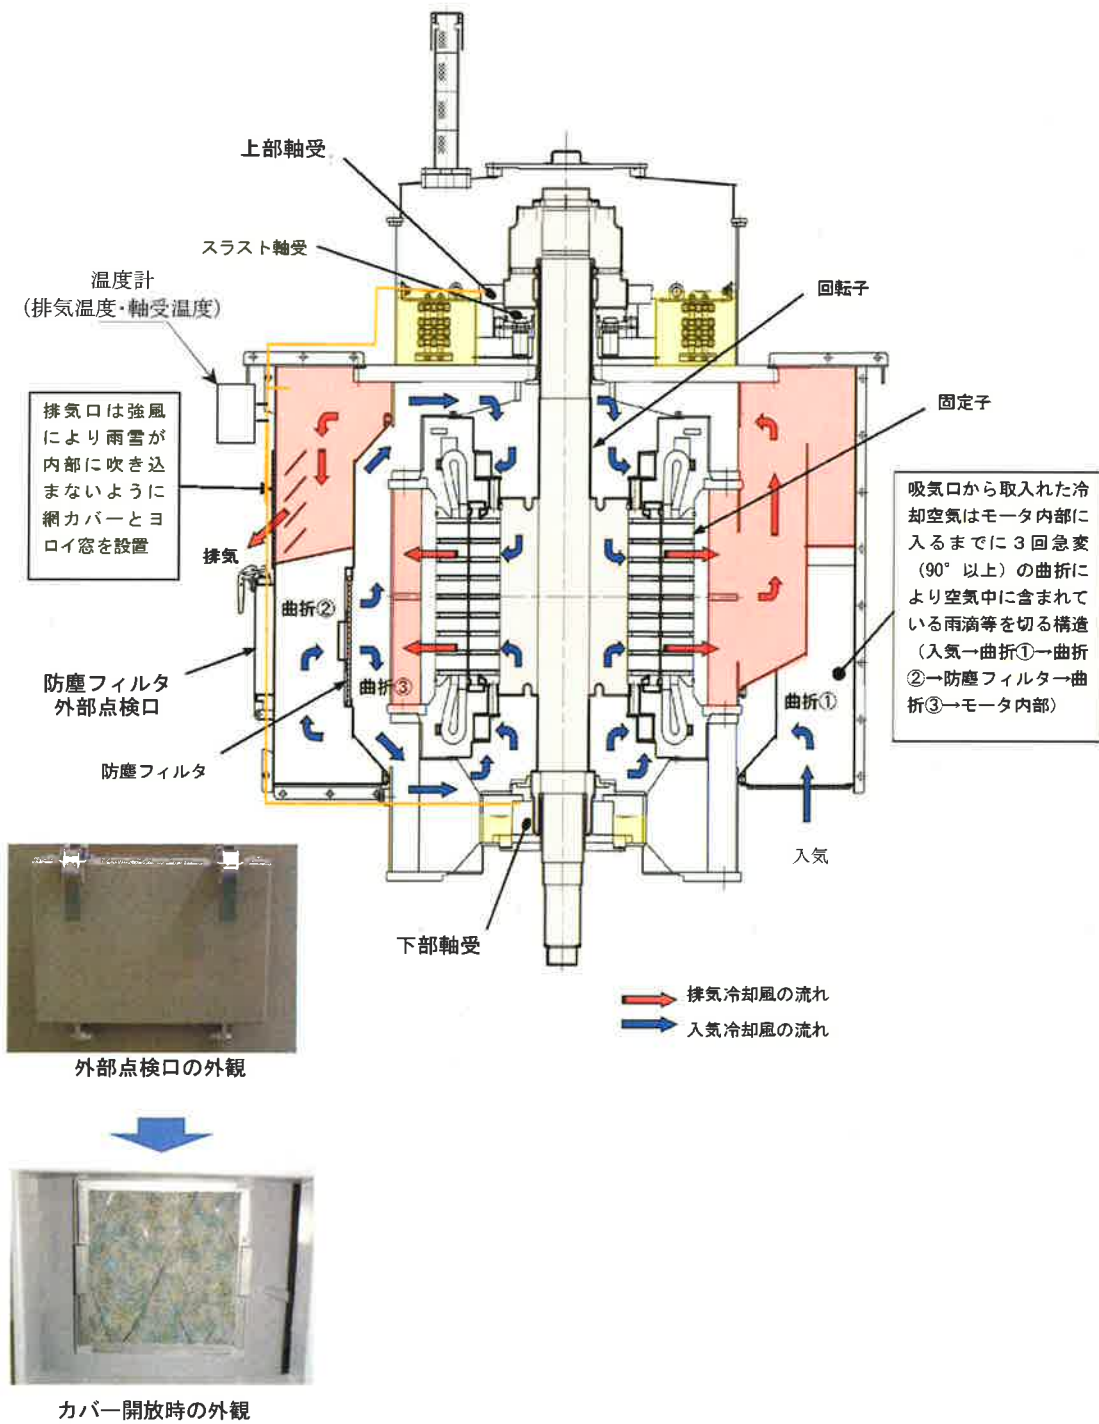 上部軸受
スラスト軸受
温度計
(排気温度・軸受温度)
回転子
固定子
排気口は強風
により雨雪が
内部に吹き込
まないように
網カバーとヨ
ロイ窓を設置
吸気口から取入れた冷
却空気はモータ内部に
入るまでに3回急変
（90°以上）の曲折に
より空気中に含まれて
いる雨滴等を切る構造
（入気→曲折①→曲折
②→防塵フィルタ→曲
折③→モータ内部）
排気
曲折②
防塵フィルタ
外部点検口
曲折③
曲折①
防塵フィルタ
入気
下部軸受
排気冷却風の流れ
入気冷却風の流れ
外部点検口の外観
カバー開放時の外観